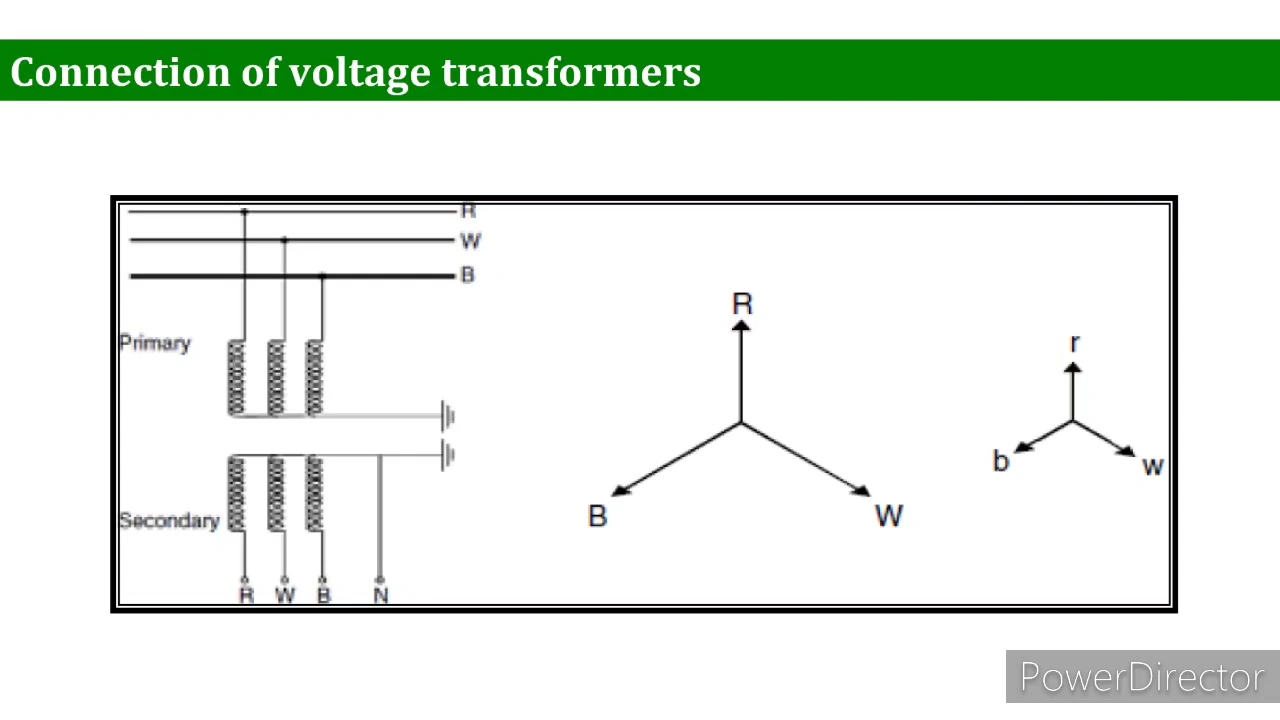 Connection of voltage transformers
R
W
B
Primary
Secondary
R W B N
R
B
W
r
b
w
PowerDirector